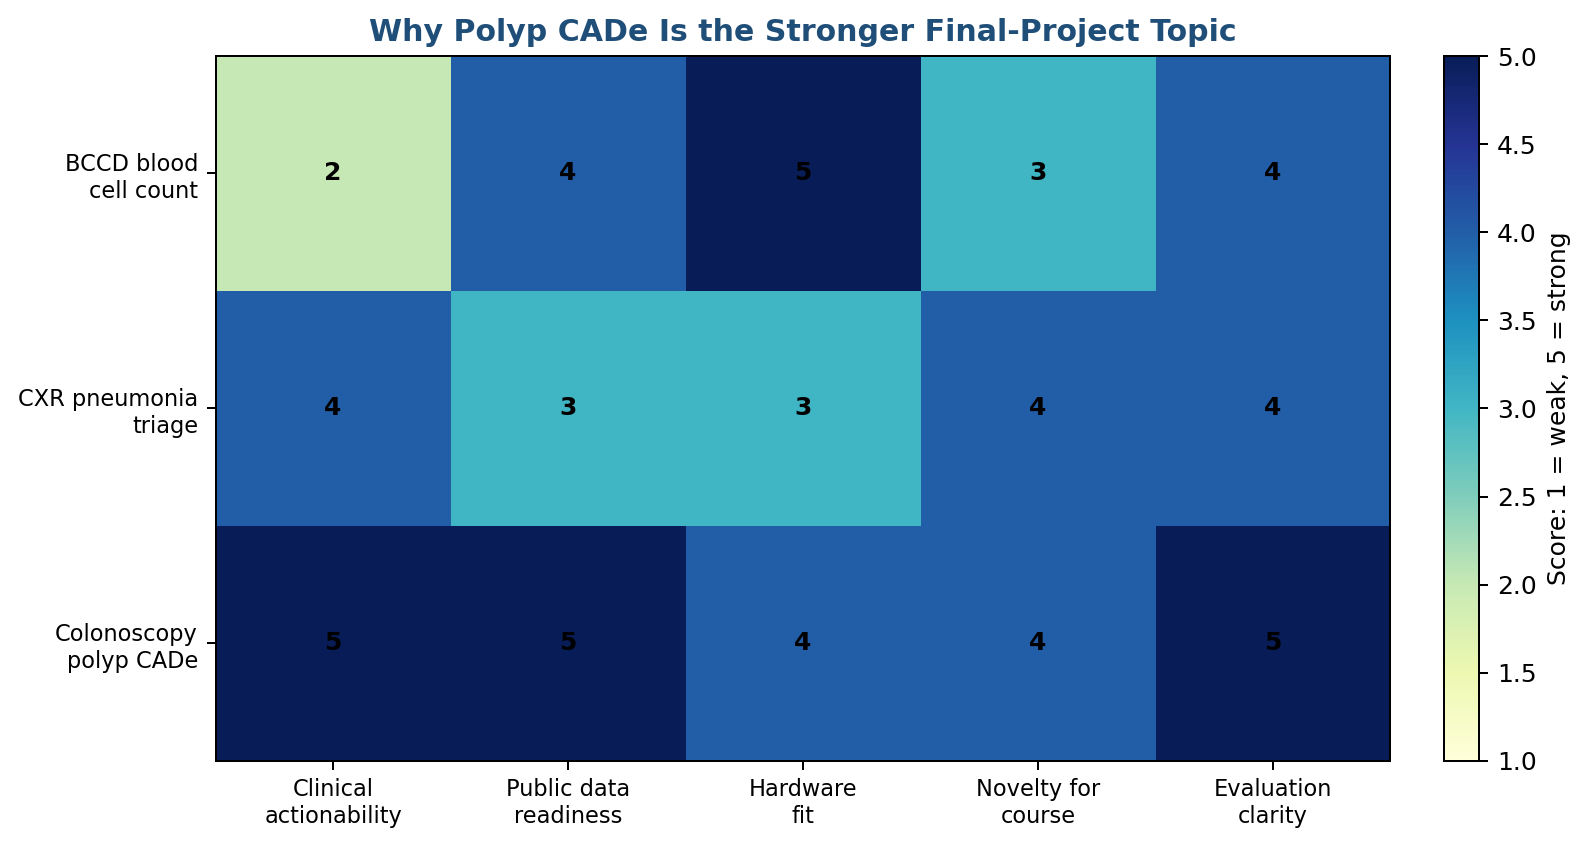 Why Polyp CADe Is the Stronger Final-Project Topic
BCCD blood
cell count
2
4
5
3
4
CXR pneumonia
triage
4
3
3
4
4
Colonoscopy
polyp CADe
5
5
4
4
5
Clinical
actionability
Public data
readiness
Hardware
fit
Novelty for
course
Evaluation
clarity
5.0
4.5
4.0
3.5
3.0
2.5
2.0
1.5
1.0
Score: 1 = weak, 5 = strong